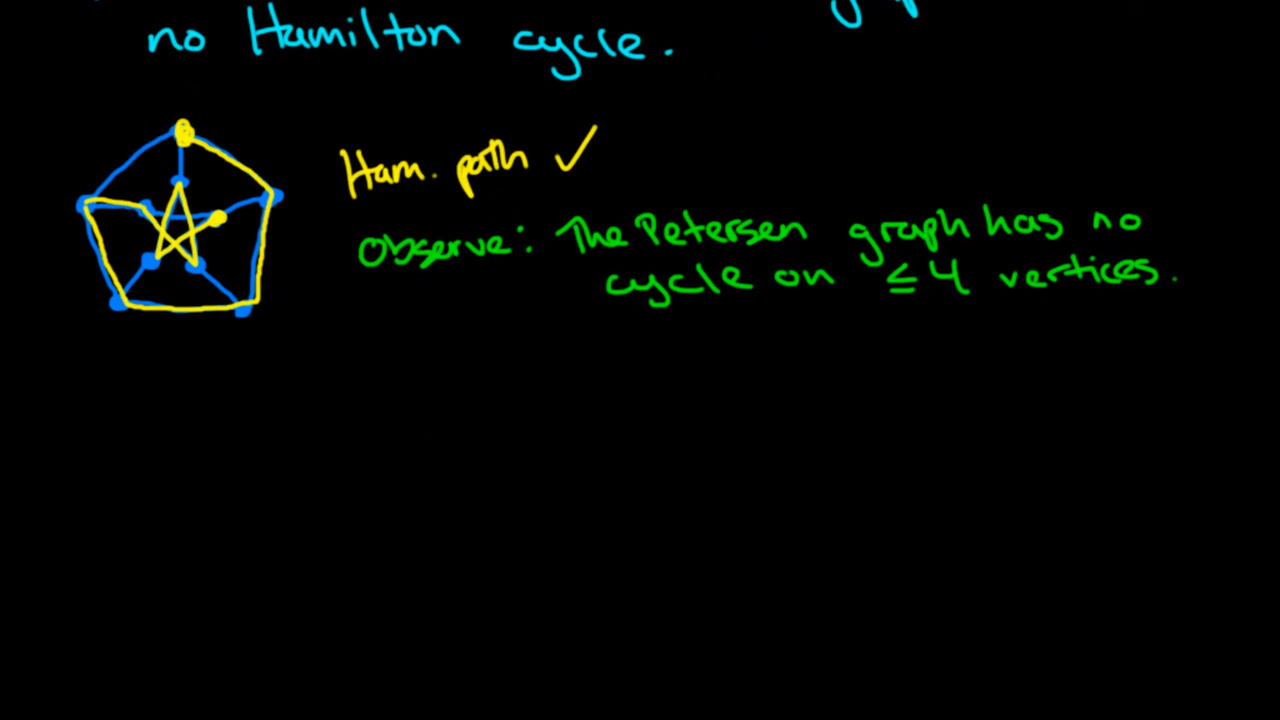 no Hamilton cycle.
Ham. path ✓
Observe: The Petersen graph has no
cycle on ≤4 vertices.